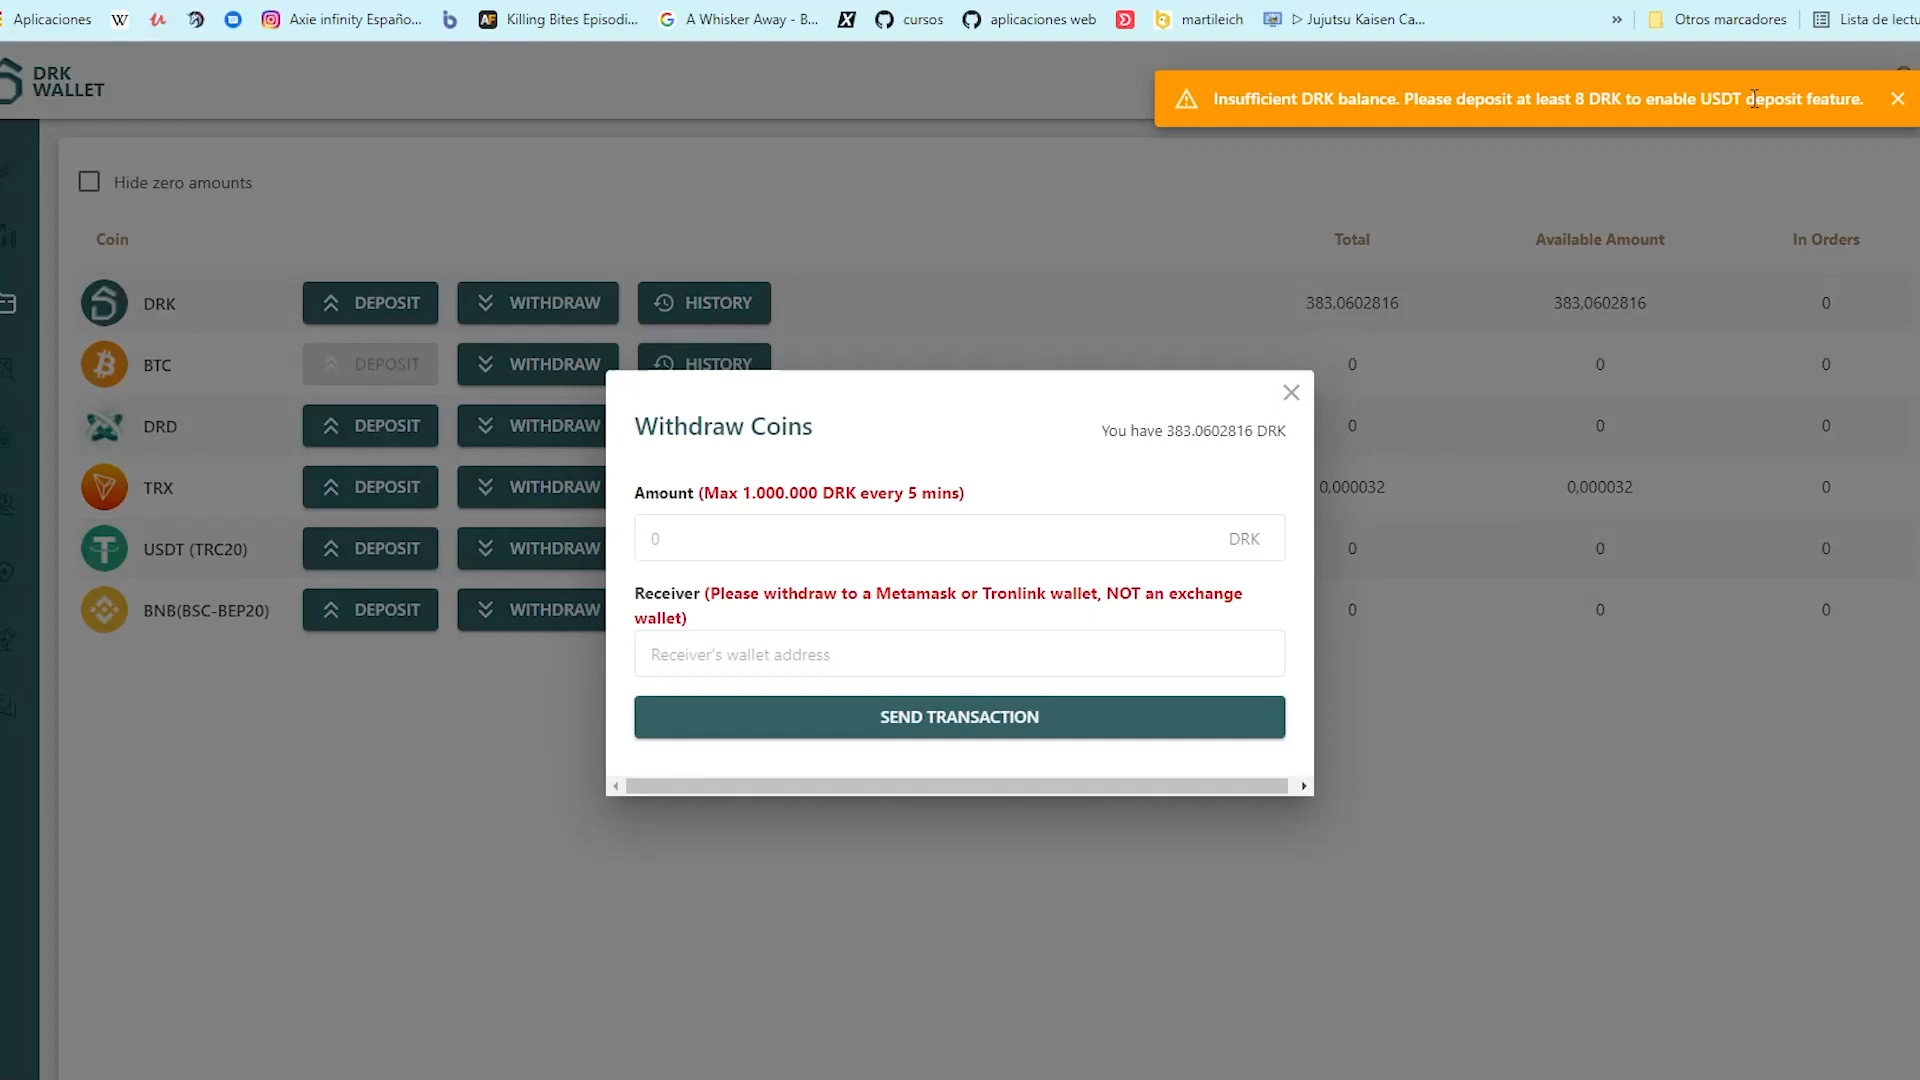 Aplicaciones
Axie infinity Españo...
Killing Bites Episodi...
A Whisker Away - B...
cursos
aplicaciones web
martileich
▷ Jujutsu Kaisen Ca...
»
Otros marcadores
Lista de lectu
DRK
WALLET
Insufficient DRK balance. Please deposit at least 8 DRK to enable USDT deposit feature.
Hide zero amounts
Coin
Total
Available Amount
In Orders
DRK
DEPOSIT
WITHDRAW
HISTORY
383,0602816
383,0602816
0
BTC
DEPOSIT
WITHDRAW
HISTORY
0
0
0
DRD
DEPOSIT
WITHDRAW
0
0
0
TRX
DEPOSIT
WITHDRAW
0,000032
0,000032
0
USDT (TRC20)
DEPOSIT
WITHDRAW
0
0
0
BNB(BSC-BEP20)
DEPOSIT
WITHDRAW
0
0
0
Withdraw Coins
You have 383.0602816 DRK
Amount (Max 1.000.000 DRK every 5 mins)
0
DRK
Receiver (Please withdraw to a Metamask or Tronlink wallet, NOT an exchange
wallet)
Receiver's wallet address
SEND TRANSACTION